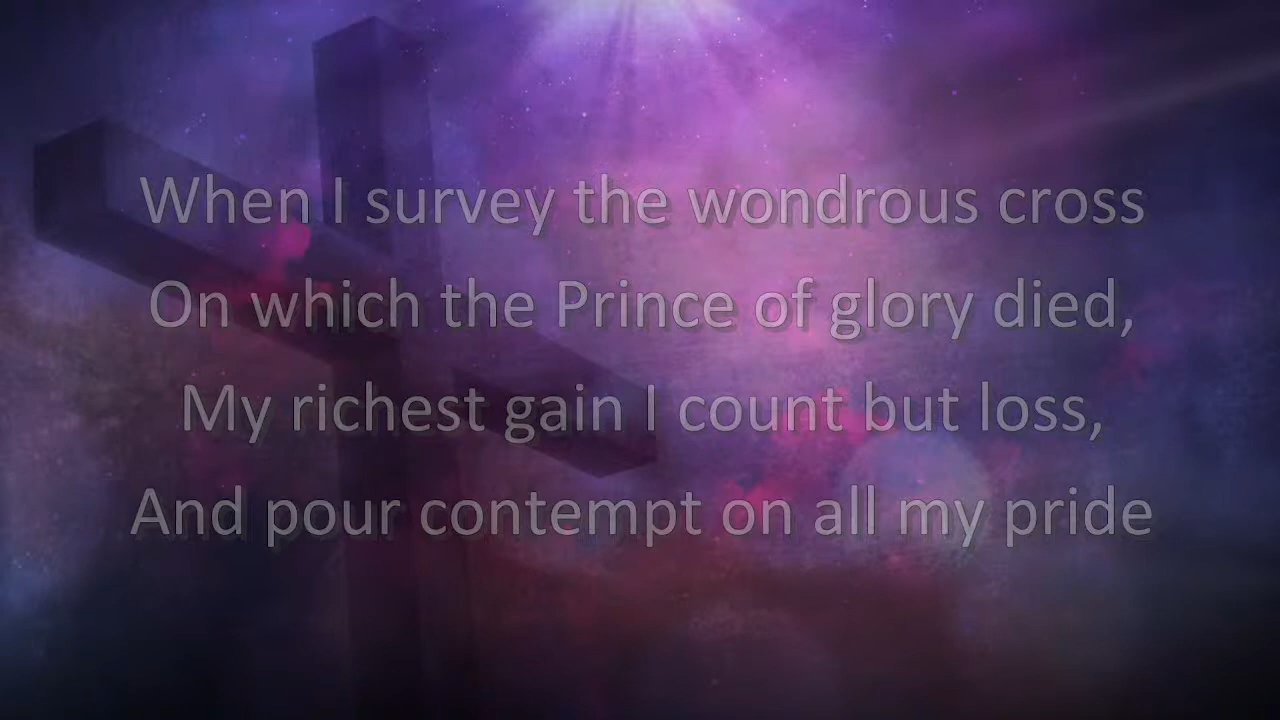 When I survey the wondrous cross
On which the Prince of glory died,
My richest gain I count but loss,
And pour contempt on all my pride